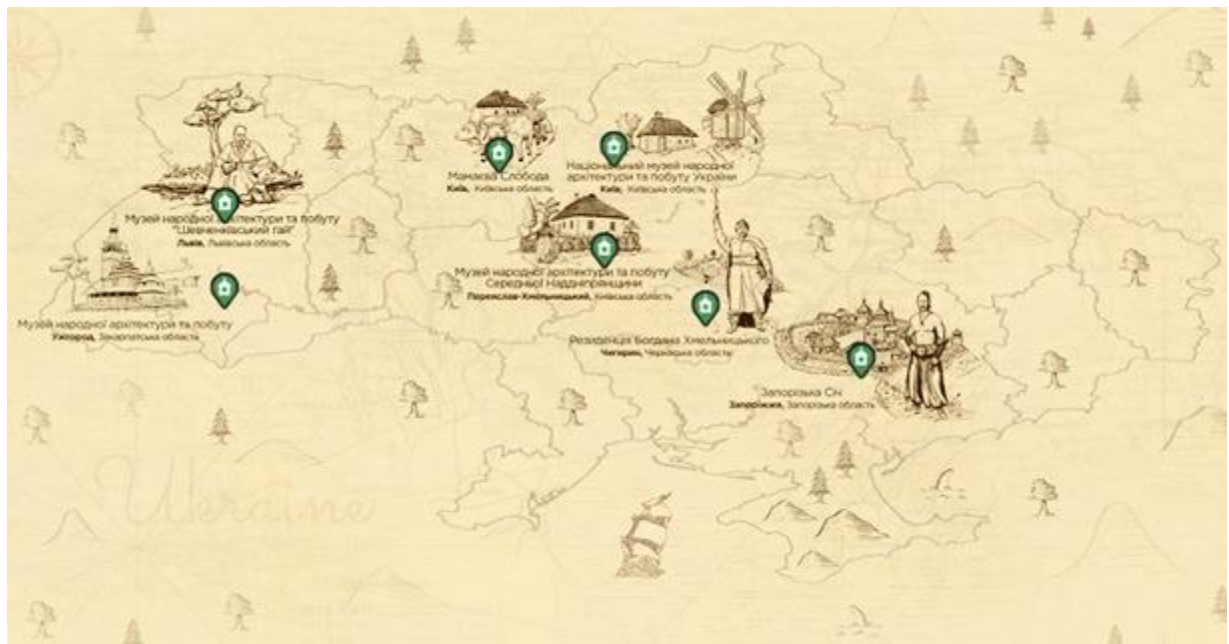 Мамаєва Слобода
Київ, Київська область
Національний музей народної
архітектури та побуту України
Київ, Київська область
Музей народної архітектури та побуту
"Шевченківський гай"
Львів, Львівська область
Музей народної архітектури та побуту
Середньої Наддніпрянщини
Переяслав-Хмельницький, Київська область
Музей народної архітектури та побуту
Ужгород, Закарпатська область
Резиденція Богдана Хмельницького
Чигирин, Черкаська область
Запорізька Січ
Запоріжжя, Запорізька область
Ukraine